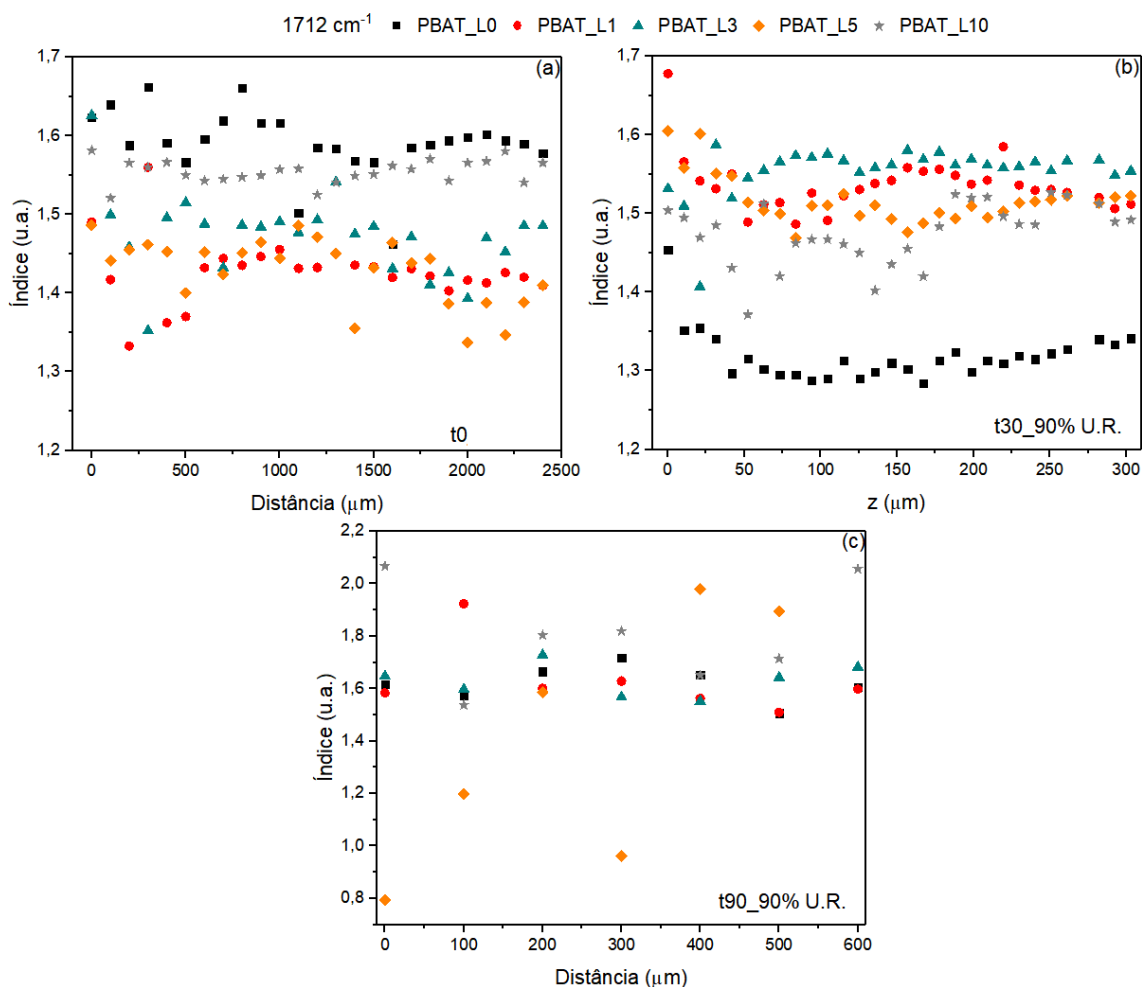 1712 cm⁻¹ PBAT_L0 PBAT_L1 PBAT_L3 PBAT_L5 PBAT_L10
(a)
1,7
1,6
1,5
1,4
1,3
1,2
Índice (u.a.)
t0
0 500 1000 1500 2000 2500
Distância (μm)
(b)
1,7
1,6
1,5
1,4
1,3
1,2
Índice (u.a.)
t30_90% U.R.
0 50 100 150 200 250 300
z (μm)
(c)
2,2
2,0
1,8
1,6
1,4
1,2
1,0
0,8
Índice (u.a.)
t90_90% U.R.
0 100 200 300 400 500 600
Distância (μm)